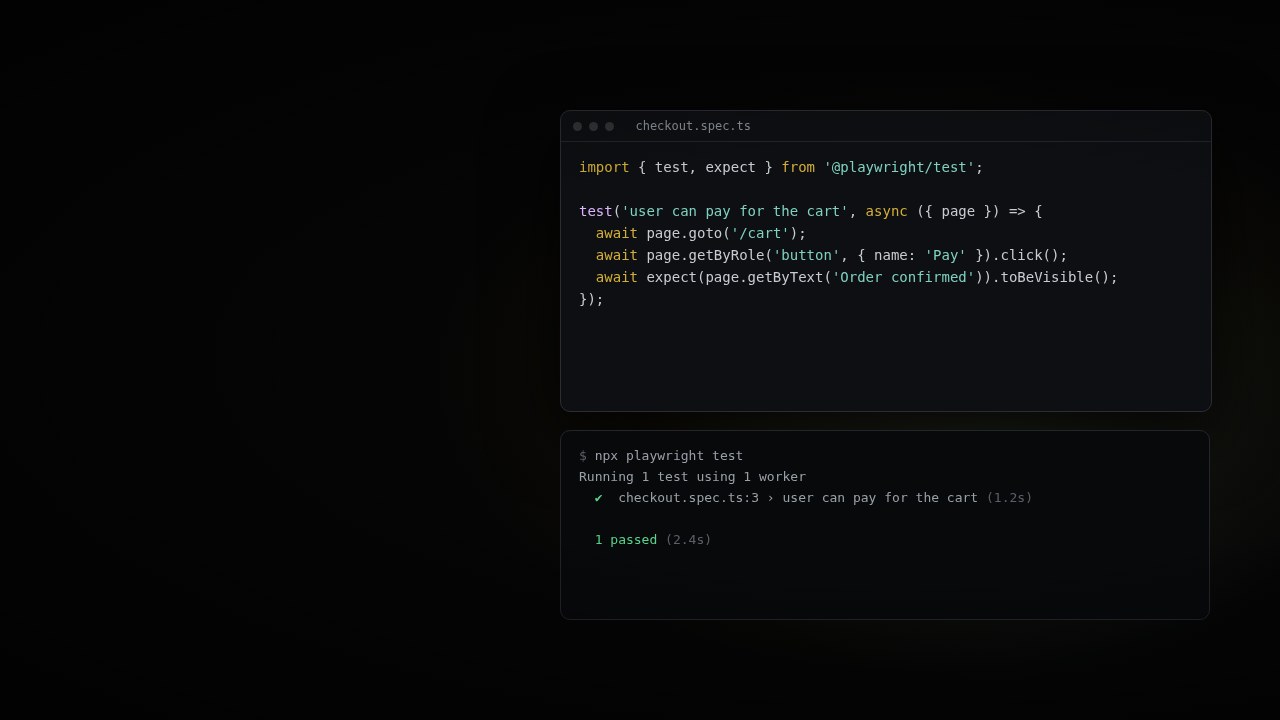 checkout.spec.ts
import { test, expect } from '@playwright/test';
test('user can pay for the cart', async ({ page }) => {
  await page.goto('/cart');
  await page.getByRole('button', { name: 'Pay' }).click();
  await expect(page.getByText('Order confirmed')).toBeVisible();
});
$ npx playwright test
Running 1 test using 1 worker
  ✔  checkout.spec.ts:3 › user can pay for the cart (1.2s)
  1 passed (2.4s)